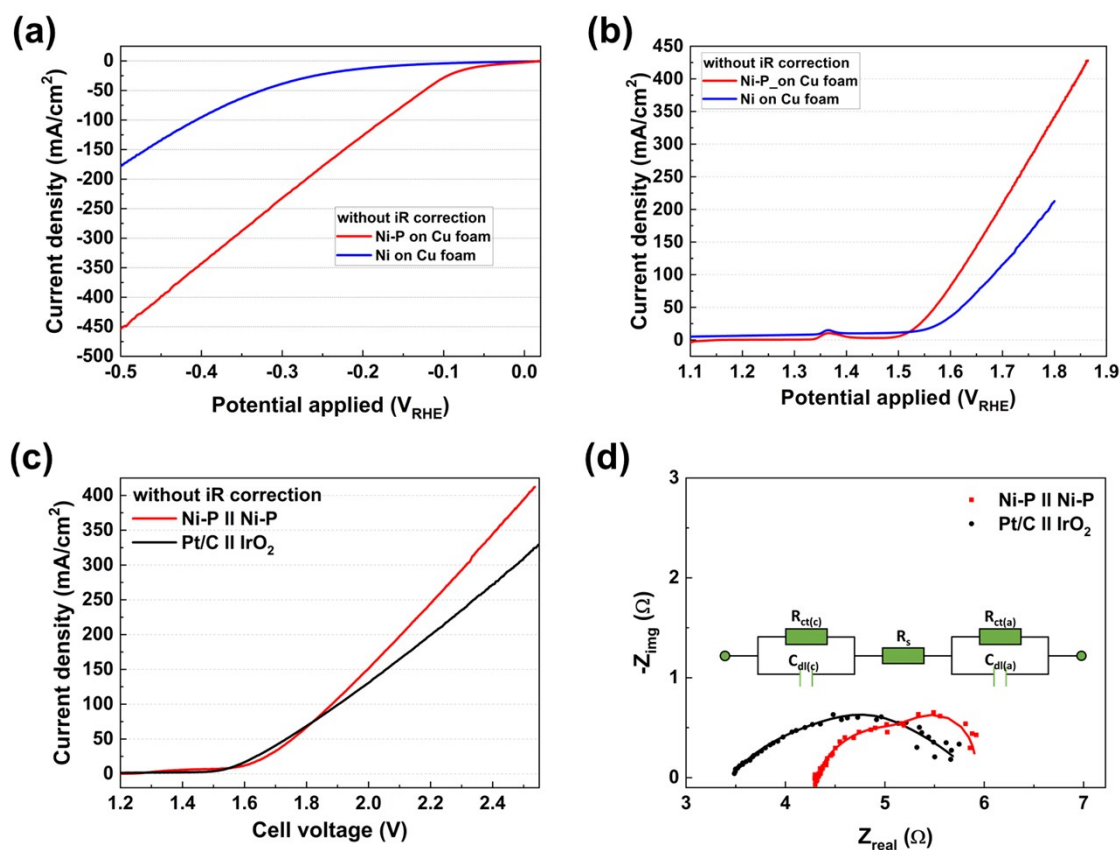 (a)
0
-50
-100
-150
-200
-250
-300
-350
-400
-450
-500
Current density (mA/cm²)
without iR correction
Ni-P on Cu foam
Ni on Cu foam
-0.5
-0.4
-0.3
-0.2
-0.1
0.0
Potential applied (V_RHE)
(b)
450
400
350
300
250
200
150
100
50
0
Current density (mA/cm²)
without iR correction
Ni-P_on Cu foam
Ni on Cu foam
1.1
1.2
1.3
1.4
1.5
1.6
1.7
1.8
1.9
Potential applied (V_RHE)
(c)
400
350
300
250
200
150
100
50
0
Current density (mA/cm²)
without iR correction
Ni-P II Ni-P
Pt/C II IrO₂
1.2
1.4
1.6
1.8
2.0
2.2
2.4
Cell voltage (V)
(d)
3
2
1
0
-Z_img (Ω)
Ni-P II Ni-P
Pt/C II IrO₂
R_ct(c)
C_dl(c)
R_s
R_ct(a)
C_dl(a)
3
4
5
6
7
Z_real (Ω)